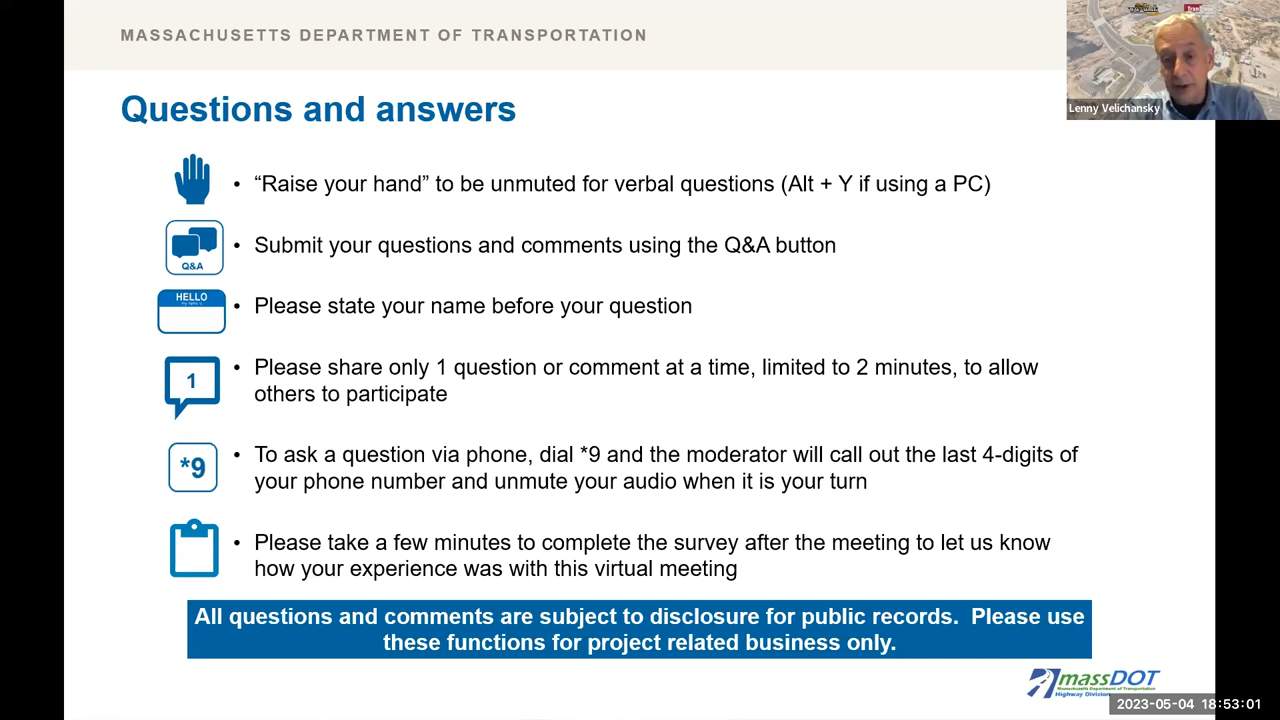 MASSACHUSETTS DEPARTMENT OF TRANSPORTATION
Lenny Velichansky
Questions and answers
• “Raise your hand” to be unmuted for verbal questions (Alt + Y if using a PC)
Q&A
• Submit your questions and comments using the Q&A button
HELLO
• Please state your name before your question
1
• Please share only 1 question or comment at a time, limited to 2 minutes, to allow
others to participate
*9
• To ask a question via phone, dial *9 and the moderator will call out the last 4-digits of
your phone number and unmute your audio when it is your turn
• Please take a few minutes to complete the survey after the meeting to let us know
how your experience was with this virtual meeting
All questions and comments are subject to disclosure for public records.  Please use
these functions for project related business only.
massDOT
Massachusetts Department of Transportation
Highway Division
2023-05-04 18:53:01